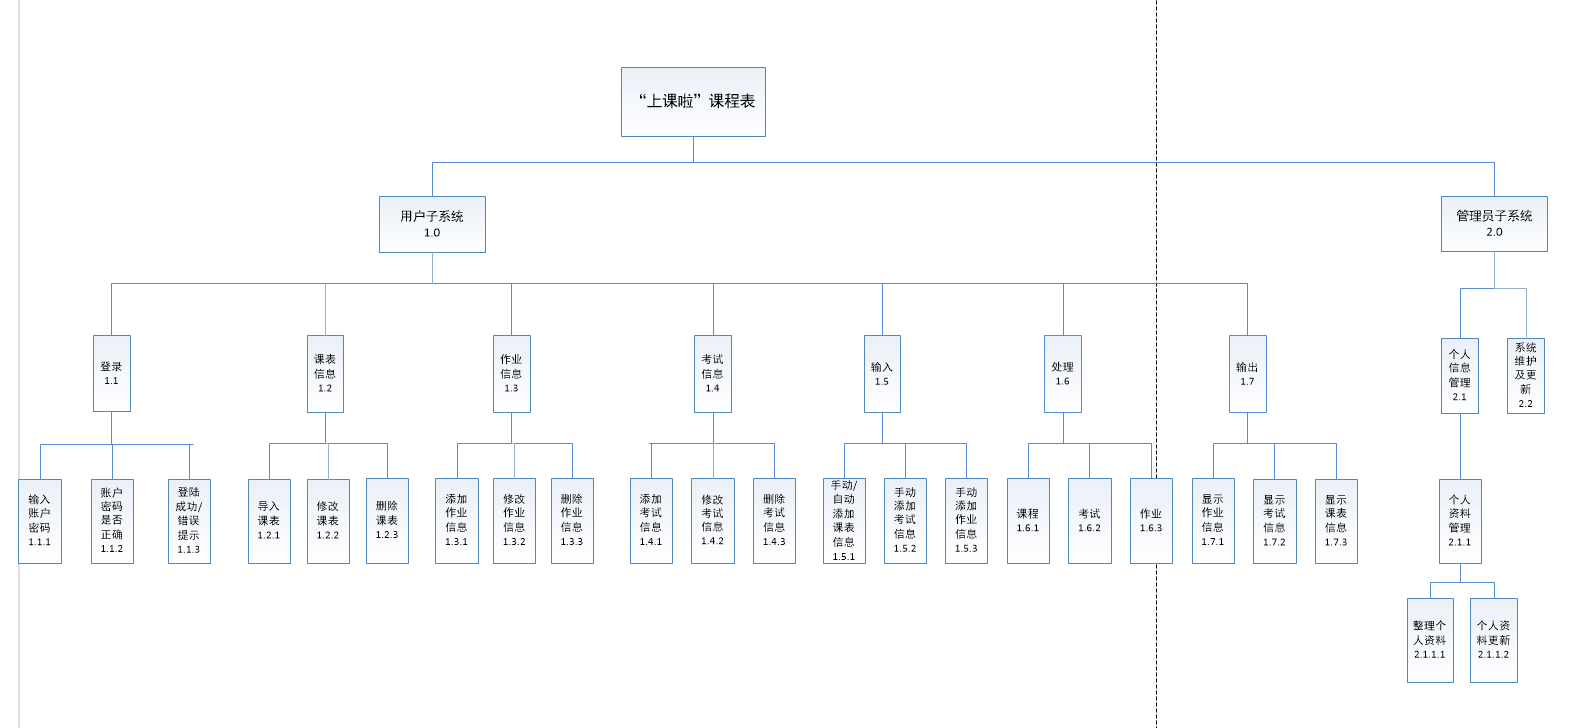 “上课啦”课程表
用户子系统
1.0
管理员子系统
2.0
登录
1.1
课表
信息
1.2
作业
信息
1.3
考试
信息
1.4
输入
1.5
处理
1.6
输出
1.7
个人
信息
管理
2.1
系统
维护
及更
新
2.2
输入
账户
密码
1.1.1
账户
密码
是否
正确
1.1.2
登陆
成功/
错误
提示
1.1.3
导入
课表
1.2.1
修改
课表
1.2.2
删除
课表
1.2.3
添加
作业
信息
1.3.1
修改
作业
信息
1.3.2
删除
作业
信息
1.3.3
添加
考试
信息
1.4.1
修改
考试
信息
1.4.2
删除
考试
信息
1.4.3
手动/
自动
添加
课表
信息
1.5.1
手动
添加
考试
信息
1.5.2
手动
添加
作业
信息
1.5.3
课程
1.6.1
考试
1.6.2
作业
1.6.3
显示
作业
信息
1.7.1
显示
考试
信息
1.7.2
显示
课表
信息
1.7.3
个人
资料
管理
2.1.1
整理个
人资料
2.1.1.1
个人资
料更新
2.1.1.2